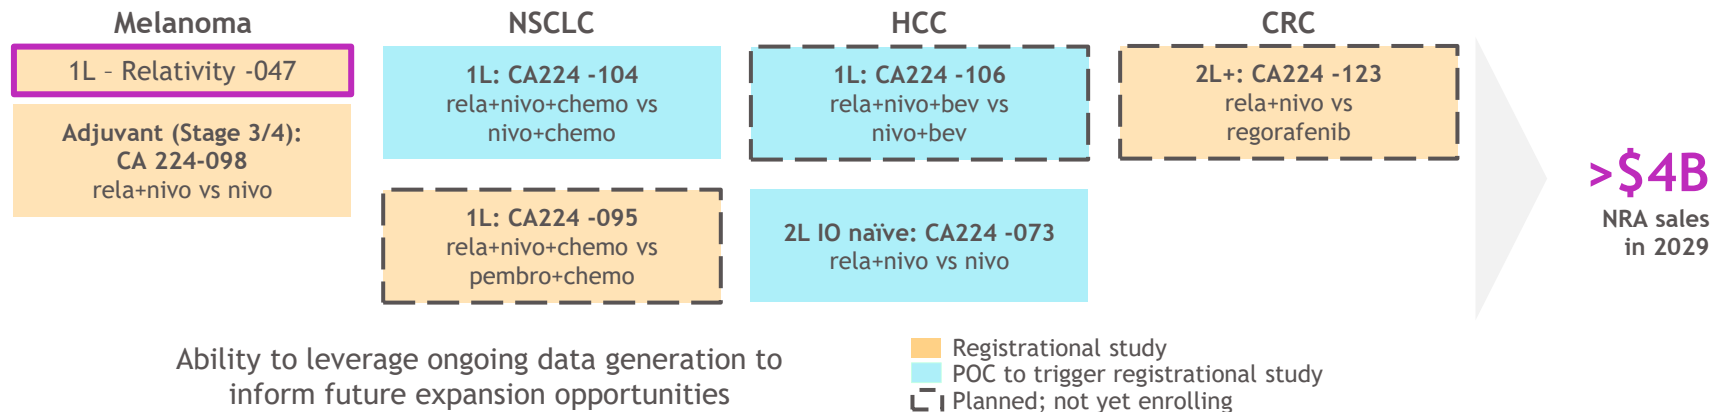 Melanoma
1L – Relativity -047
Adjuvant (Stage 3/4):
CA 224-098
rela+nivo vs nivo
NSCLC
1L: CA224 -104
rela+nivo+chemo vs
nivo+chemo
1L: CA224 -095
rela+nivo+chemo vs
pembro+chemo
HCC
1L: CA224 -106
rela+nivo+bev vs
nivo+bev
2L IO naïve: CA224 -073
rela+nivo vs nivo
CRC
2L+: CA224 -123
rela+nivo vs
regorafenib
>$4B
NRA sales
in 2029
Ability to leverage ongoing data generation to
inform future expansion opportunities
Registrational study
POC to trigger registrational study
Planned; not yet enrolling